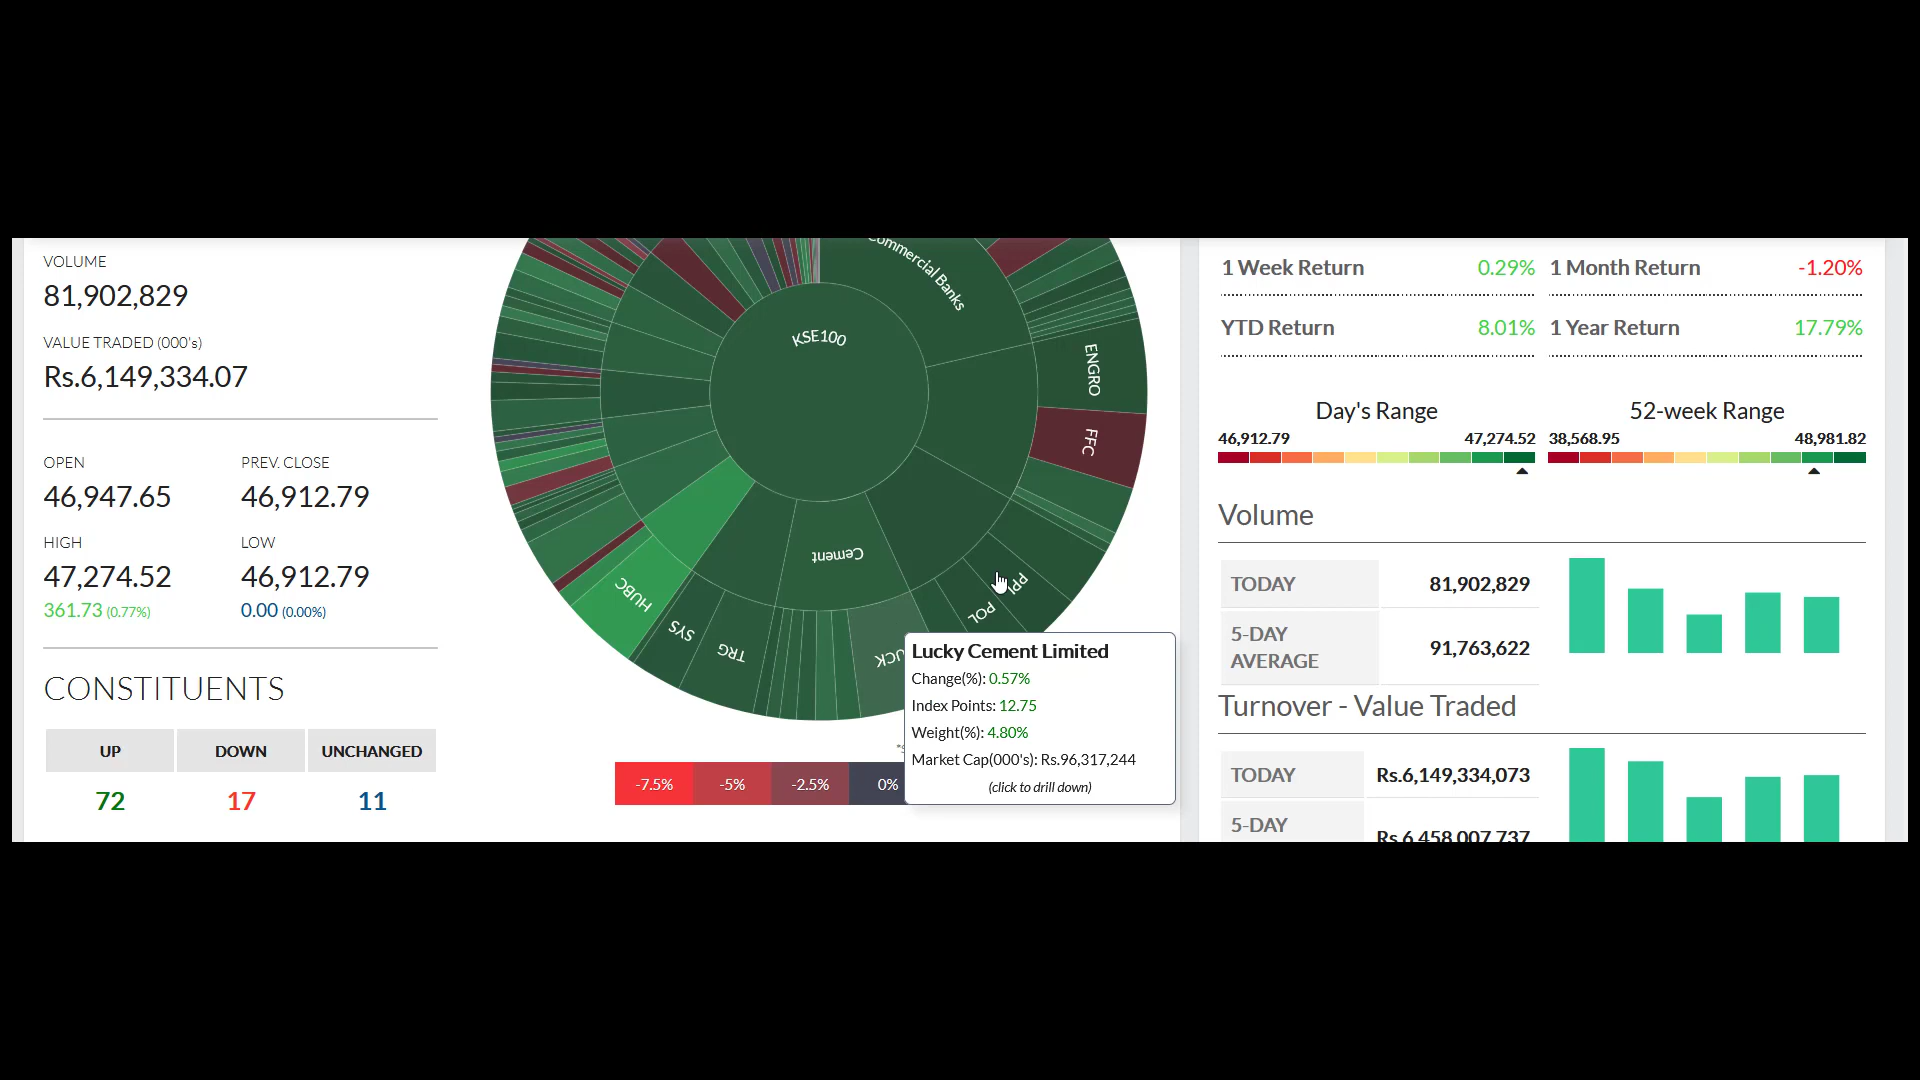 VOLUME
81,902,829
VALUE TRADED (000's)
Rs.6,149,334.07
OPEN
PREV. CLOSE
46,947.65
46,912.79
HIGH
LOW
47,274.52
46,912.79
361.73 (0.77%)
0.00 (0.00%)
CONSTITUENTS
UP
DOWN
UNCHANGED
72
17
11
Commercial Banks
KSE100
ENGRO
FFC
Cement
PPL
POL
HUBC
SYS
TRG
Lucky Cement Limited
Change(%): 0.57%
Index Points: 12.75
Weight(%): 4.80%
Market Cap(000's): Rs.96,317,244
(click to drill down)
-7.5%
-5%
-2.5%
0%
1 Week Return
0.29%
1 Month Return
-1.20%
YTD Return
8.01%
1 Year Return
17.79%
Day's Range
52-week Range
46,912.79
47,274.52
38,568.95
48,981.82
Volume
TODAY
81,902,829
5-DAY
AVERAGE
91,763,622
Turnover - Value Traded
TODAY
Rs.6,149,334,073
5-DAY
Rs.6,458,007,737